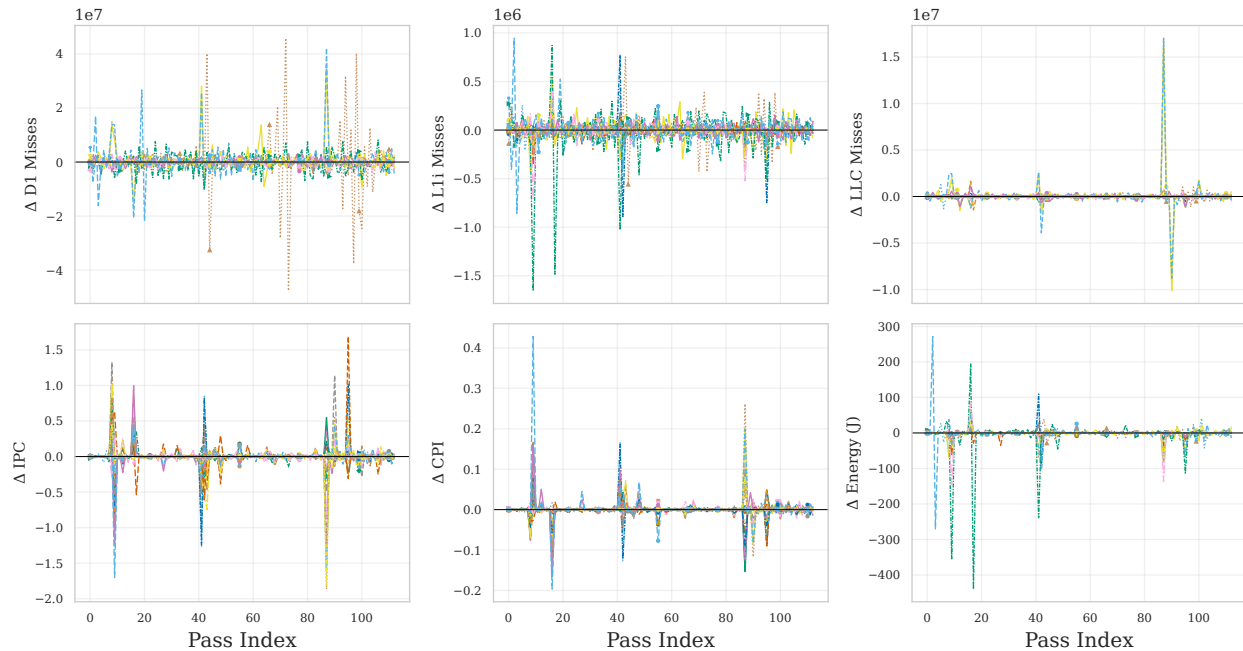 1e7
4
2
0
−2
−4
Δ D1 Misses
1e6
1.0
0.5
0.0
−0.5
−1.0
−1.5
Δ L1i Misses
1e7
1.5
1.0
0.5
0.0
−0.5
−1.0
Δ LLC Misses
1.5
1.0
0.5
0.0
−0.5
−1.0
−1.5
−2.0
Δ IPC
0 20 40 60 80 100
Pass Index
0.4
0.3
0.2
0.1
0.0
−0.1
−0.2
Δ CPI
0 20 40 60 80 100
Pass Index
300
200
100
0
−100
−200
−300
−400
Δ Energy (J)
0 20 40 60 80 100
Pass Index